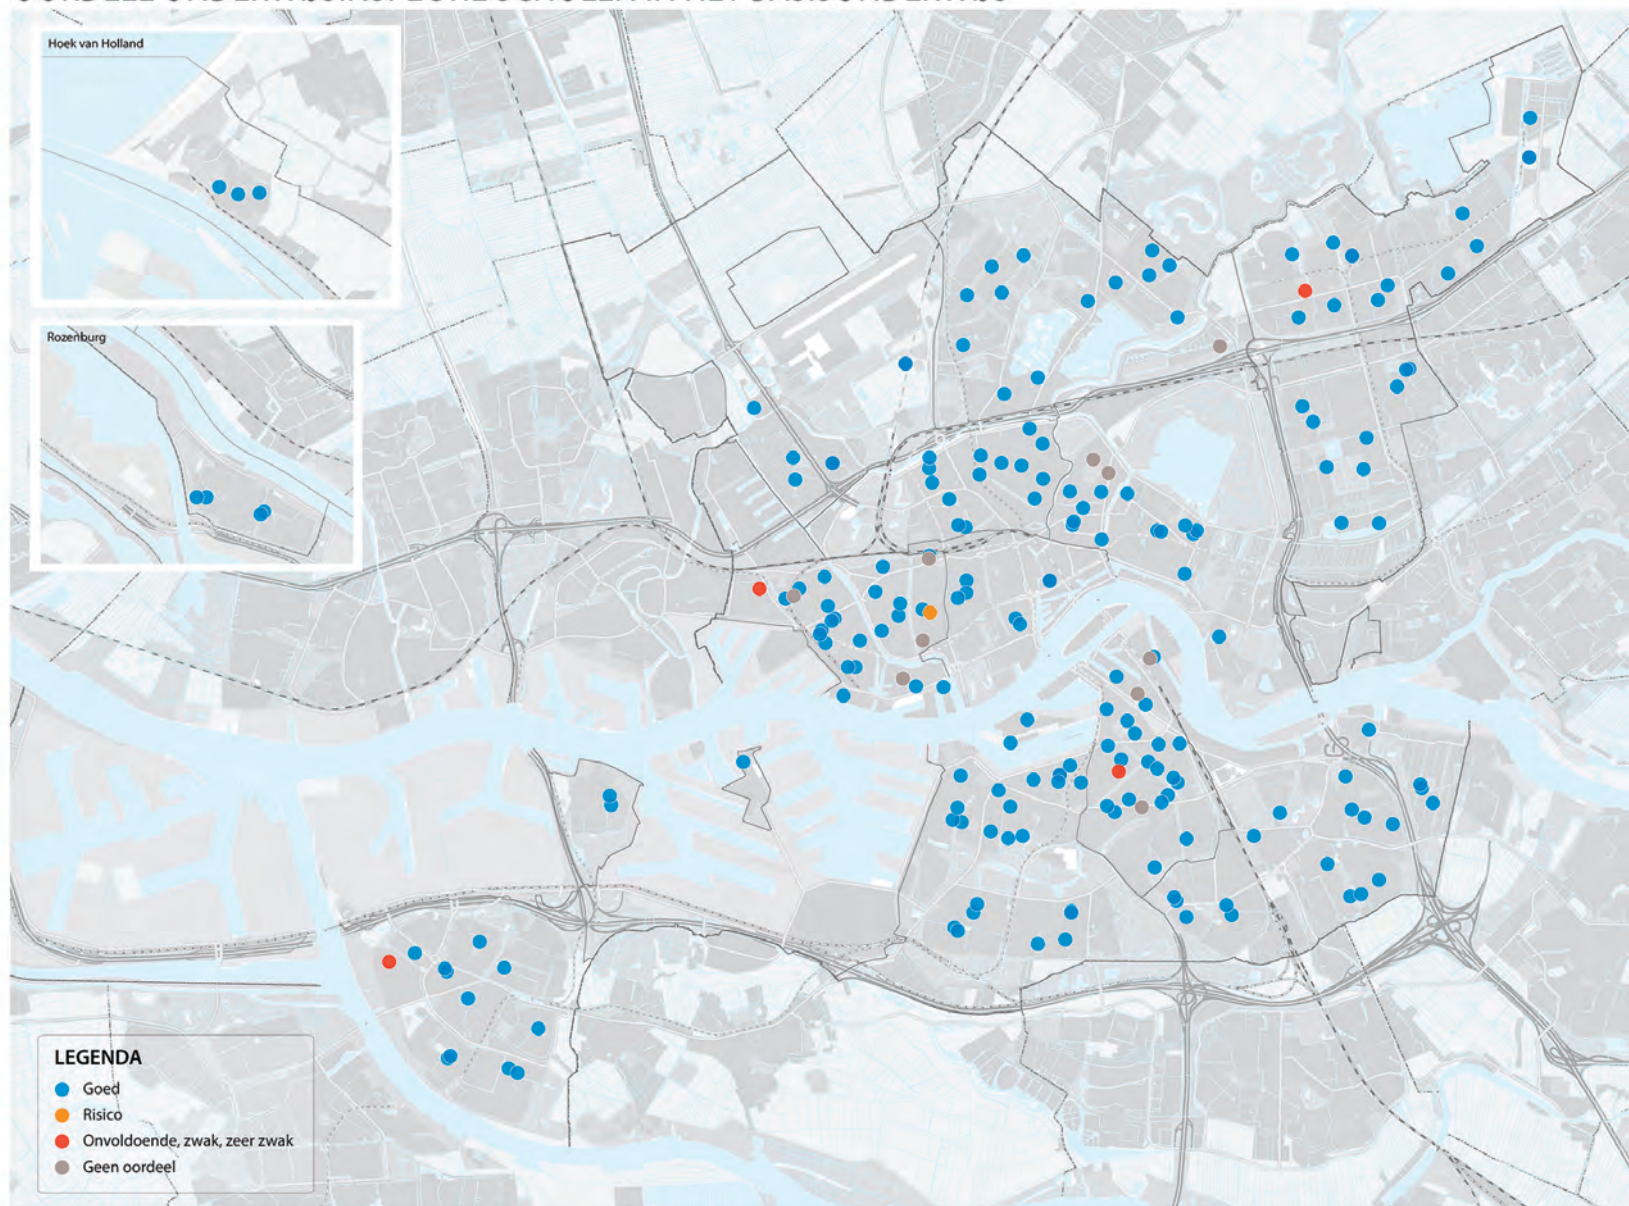 Hoek van Holland
Rozenburg
LEGENDA
Goed
Risico
Onvoldoende, zwak, zeer zwak
Geen oordeel